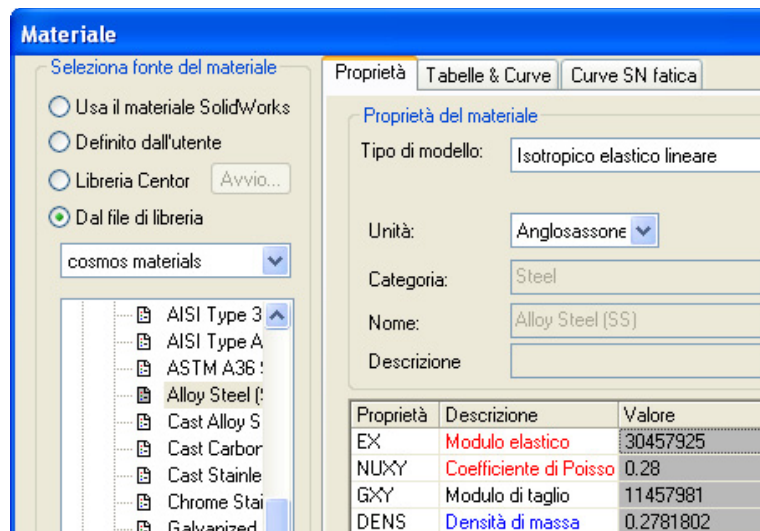 Materiale
Seleziona fonte del materiale
Usa il materiale SolidWorks
Definito dall'utente
Libreria Centor Avvio...
Dal file di libreria
cosmos materials
AISI Type 3
AISI Type A
ASTM A36
Alloy Steel (
Cast Alloy S
Cast Carbor
Cast Stainle
Chrome Stai
Galvanized
Proprietà Tabelle & Curve Curve SN fatica
Proprietà del materiale
Tipo di modello: Isotropico elastico lineare
Unità: Anglosassone
Categoria: Steel
Nome: Alloy Steel (SS)
Descrizione
Proprietà Descrizione Valore
EX Modulo elastico 30457925
NUXY Coefficiente di Poisso 0.28
GXY Modulo di taglio 11457981
DENS Densità di massa 0.2781802